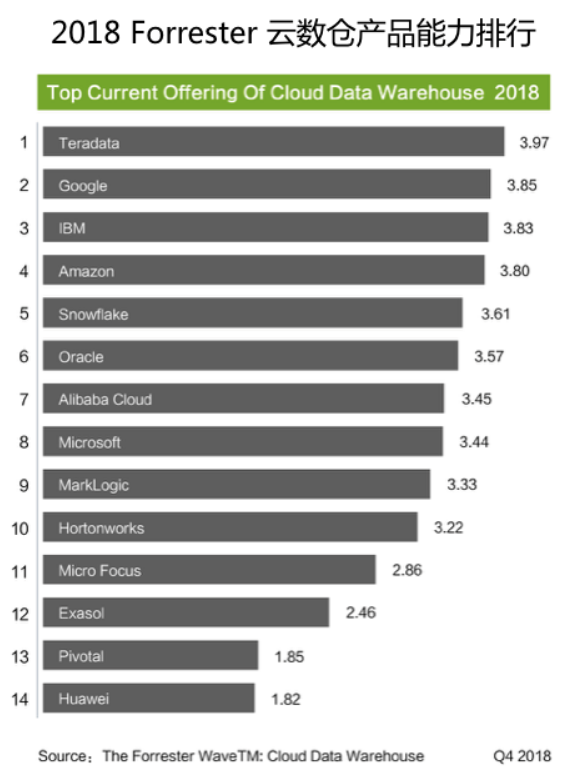 2018 Forrester 云数仓产品能力排行
Top Current Offering Of Cloud Data Warehouse 2018
1 Teradata 3.97
2 Google 3.85
3 IBM 3.83
4 Amazon 3.80
5 Snowflake 3.61
6 Oracle 3.57
7 Alibaba Cloud 3.45
8 Microsoft 3.44
9 MarkLogic 3.33
10 Hortonworks 3.22
11 Micro Focus 2.86
12 Exasol 2.46
13 Pivotal 1.85
14 Huawei 1.82
Source：The Forrester WaveTM: Cloud Data Warehouse Q4 2018